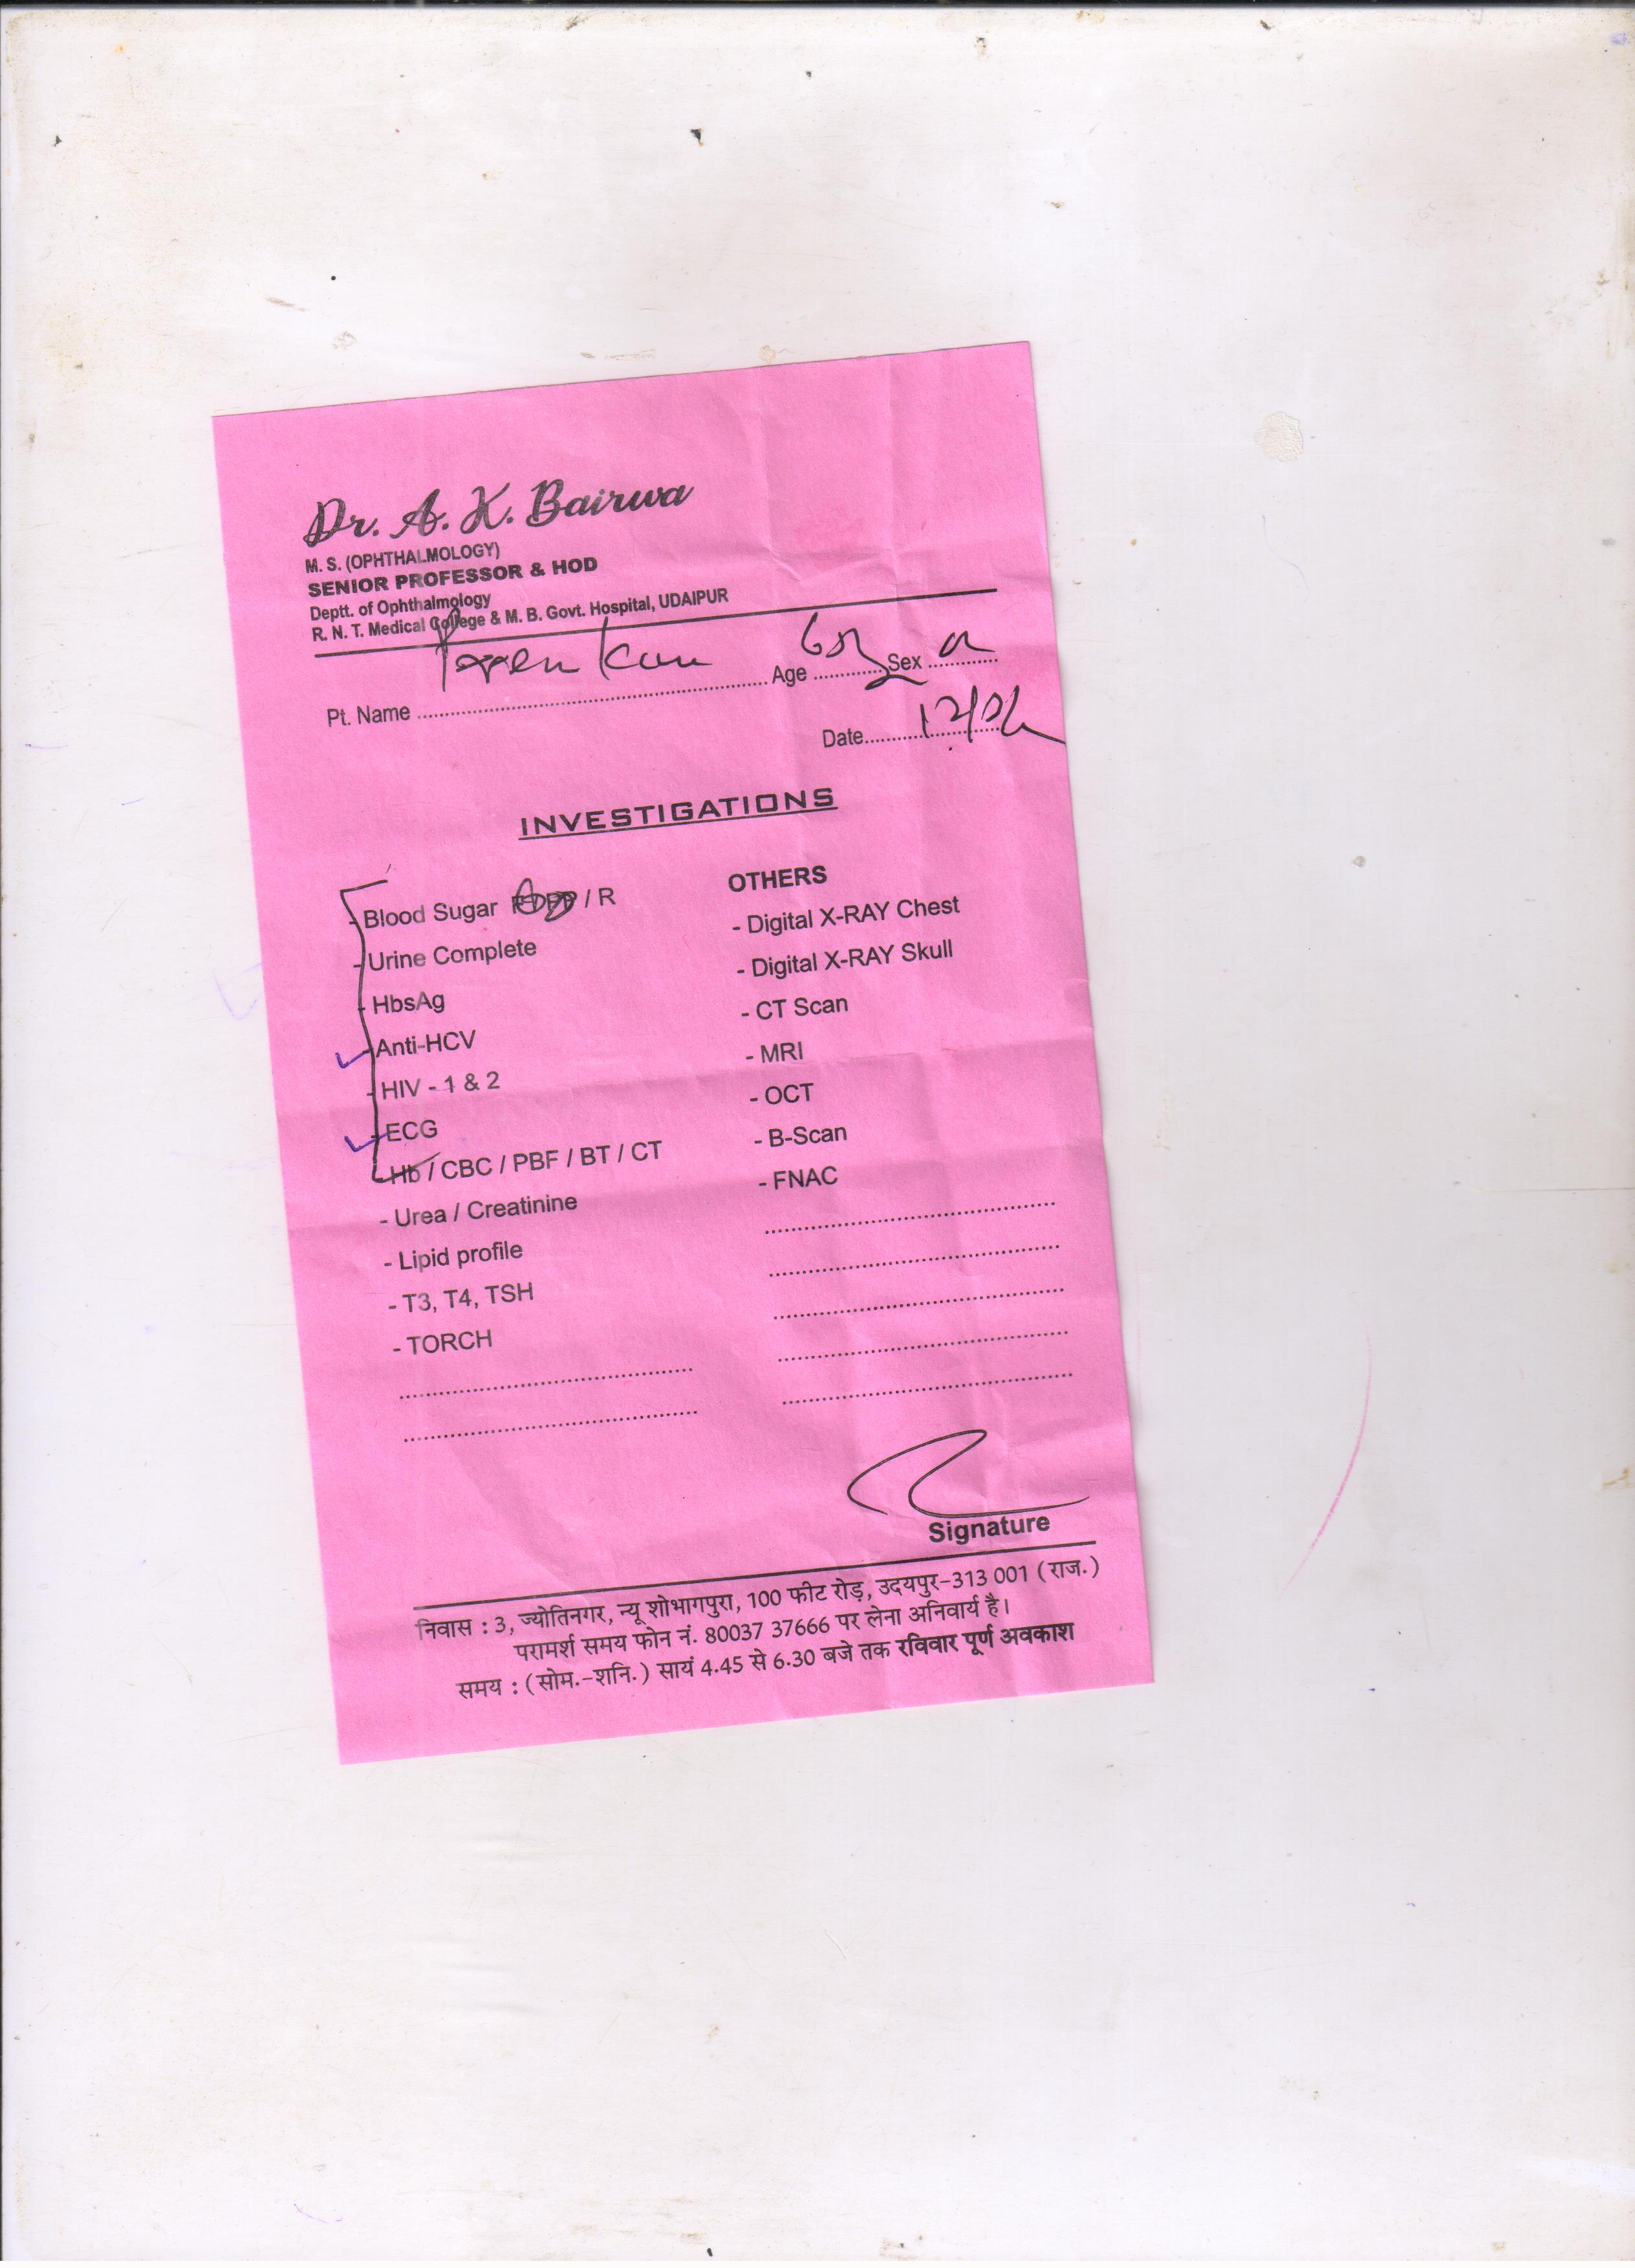 Dr. A. K. Bairwa
M. S. (OPHTHALMOLOGY)
SENIOR PROFESSOR & HOD
Deptt. of Ophthalmology
R. N. T. Medical College & M. B. Govt. Hospital, UDAIPUR
Pt. Name Age Sex
Date
INVESTIGATIONS
- Blood Sugar / R
- Urine Complete
- HbsAg
- Anti-HCV
- HIV - 1 & 2
- ECG
- Hb / CBC / PBF / BT / CT
- Urea / Creatinine
- Lipid profile
- T3, T4, TSH
- TORCH
OTHERS
- Digital X-RAY Chest
- Digital X-RAY Skull
- CT Scan
- MRI
- OCT
- B-Scan
- FNAC
Signature
निवास : 3, ज्योतिनगर, न्यू शोभागपुरा, 100 फीट रोड़, उदयपुर-313 001 (राज.)
परामर्श समय फोन नं. 80037 37666 पर लेना अनिवार्य है।
समय : (सोम.-शनि.) सायं 4.45 से 6.30 बजे तक रविवार पूर्ण अवकाश